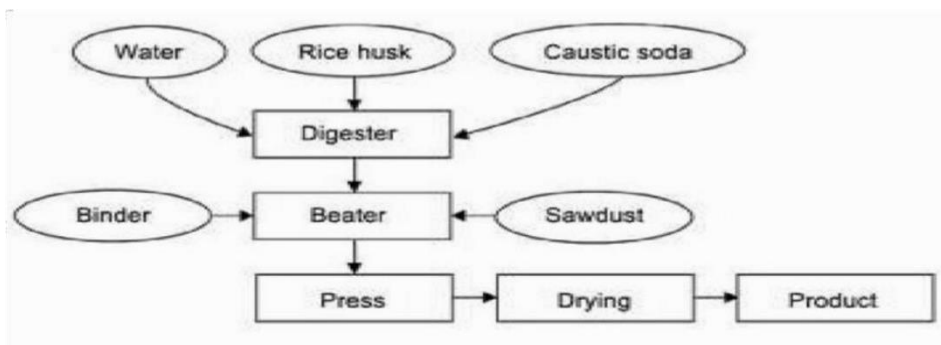 Water Rice husk Caustic soda
Digester
Binder Beater Sawdust
Press Drying Product